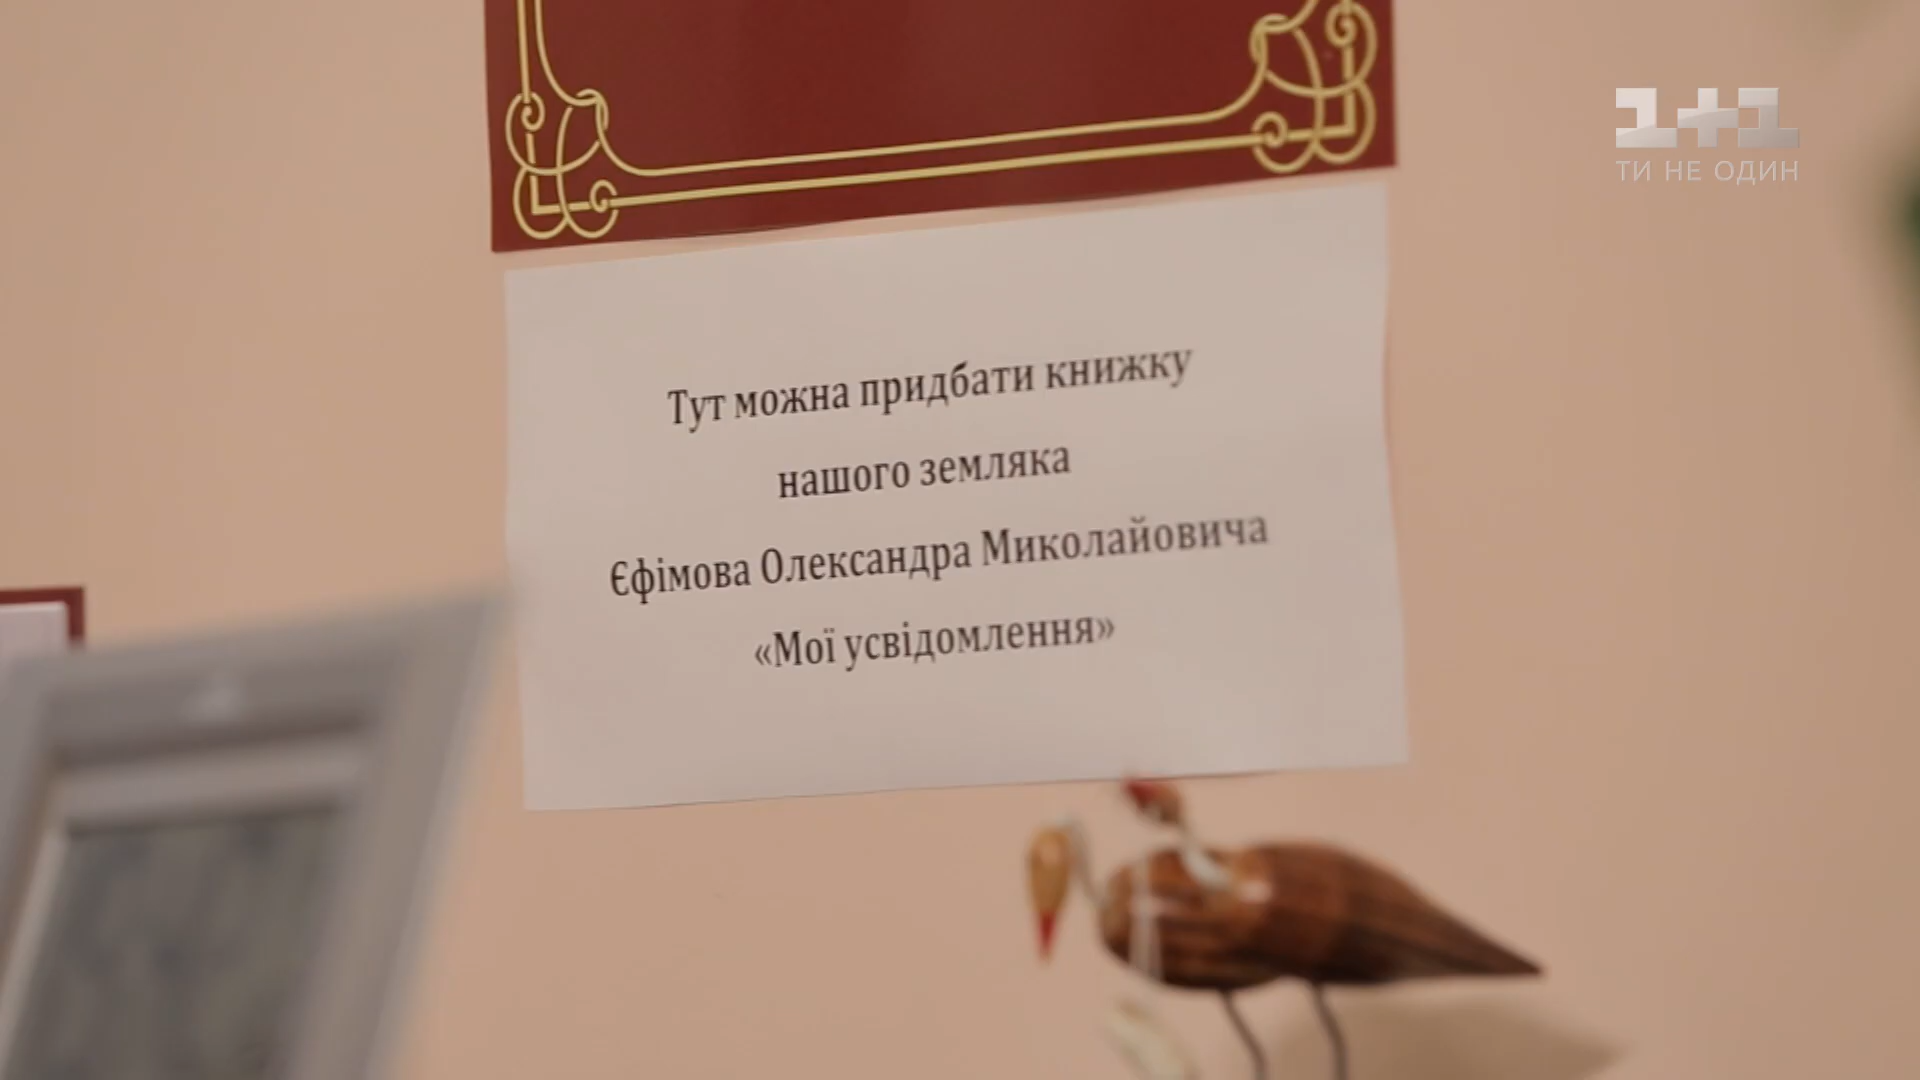 1+1
ТИ НЕ ОДИН
Тут можна придбати книжку
нашого земляка
Єфімова Олександра Миколайовича
«Мої усвідомлення»